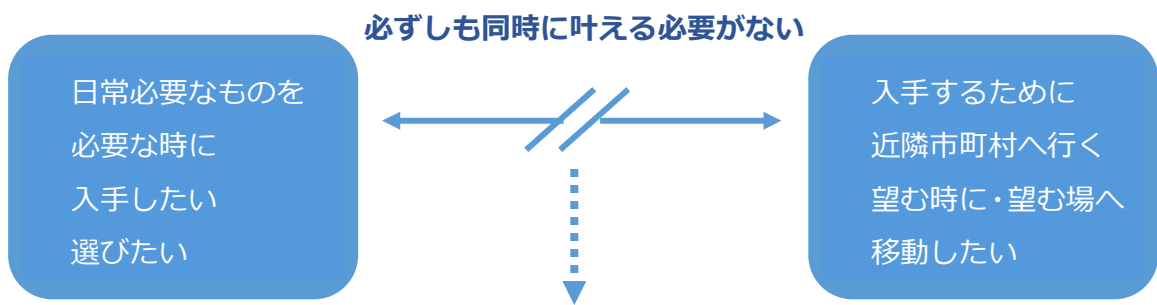 必ずしも同時に叶える必要がない
日常必要なものを
必要な時に
入手したい
選びたい
入手するために
近隣市町村へ行く
望む時に・望む場へ
移動したい